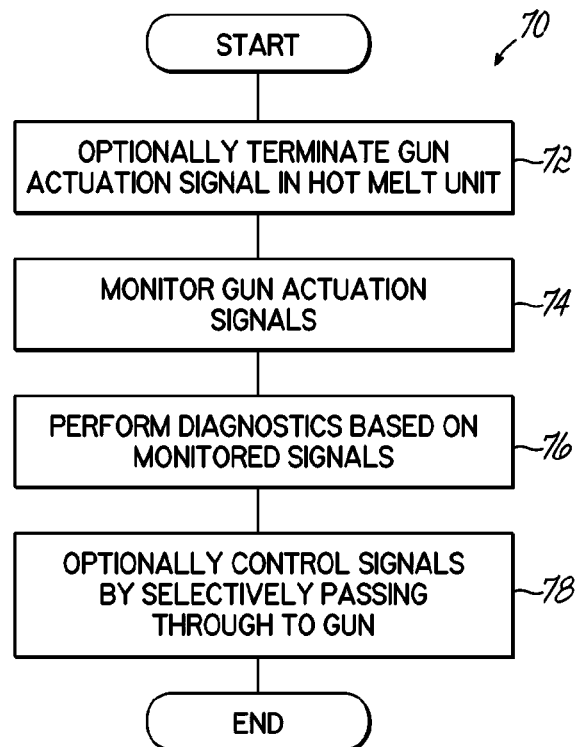 START
70
OPTIONALLY TERMINATE GUN
ACTUATION SIGNAL IN HOT MELT UNIT
72
MONITOR GUN ACTUATION
SIGNALS
74
PERFORM DIAGNOSTICS BASED ON
MONITORED SIGNALS
76
OPTIONALLY CONTROL SIGNALS
BY SELECTIVELY PASSING
THROUGH TO GUN
78
END